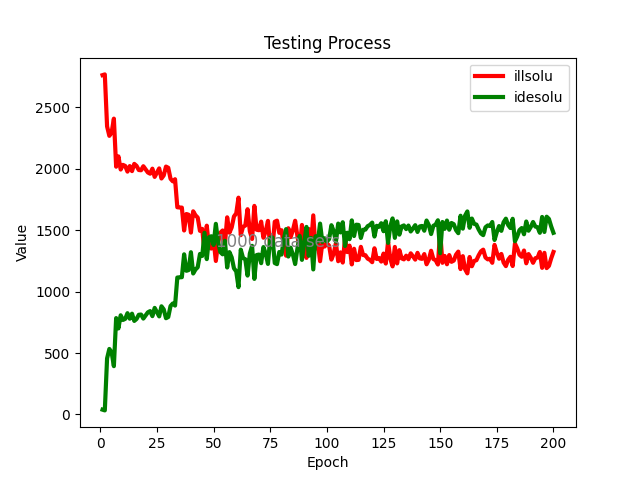 Testing Process
illsolu
idesolu
2500
2000
1500
1000
500
0
Value
1000 data sets
0 25 50 75 100 125 150 175 200
Epoch